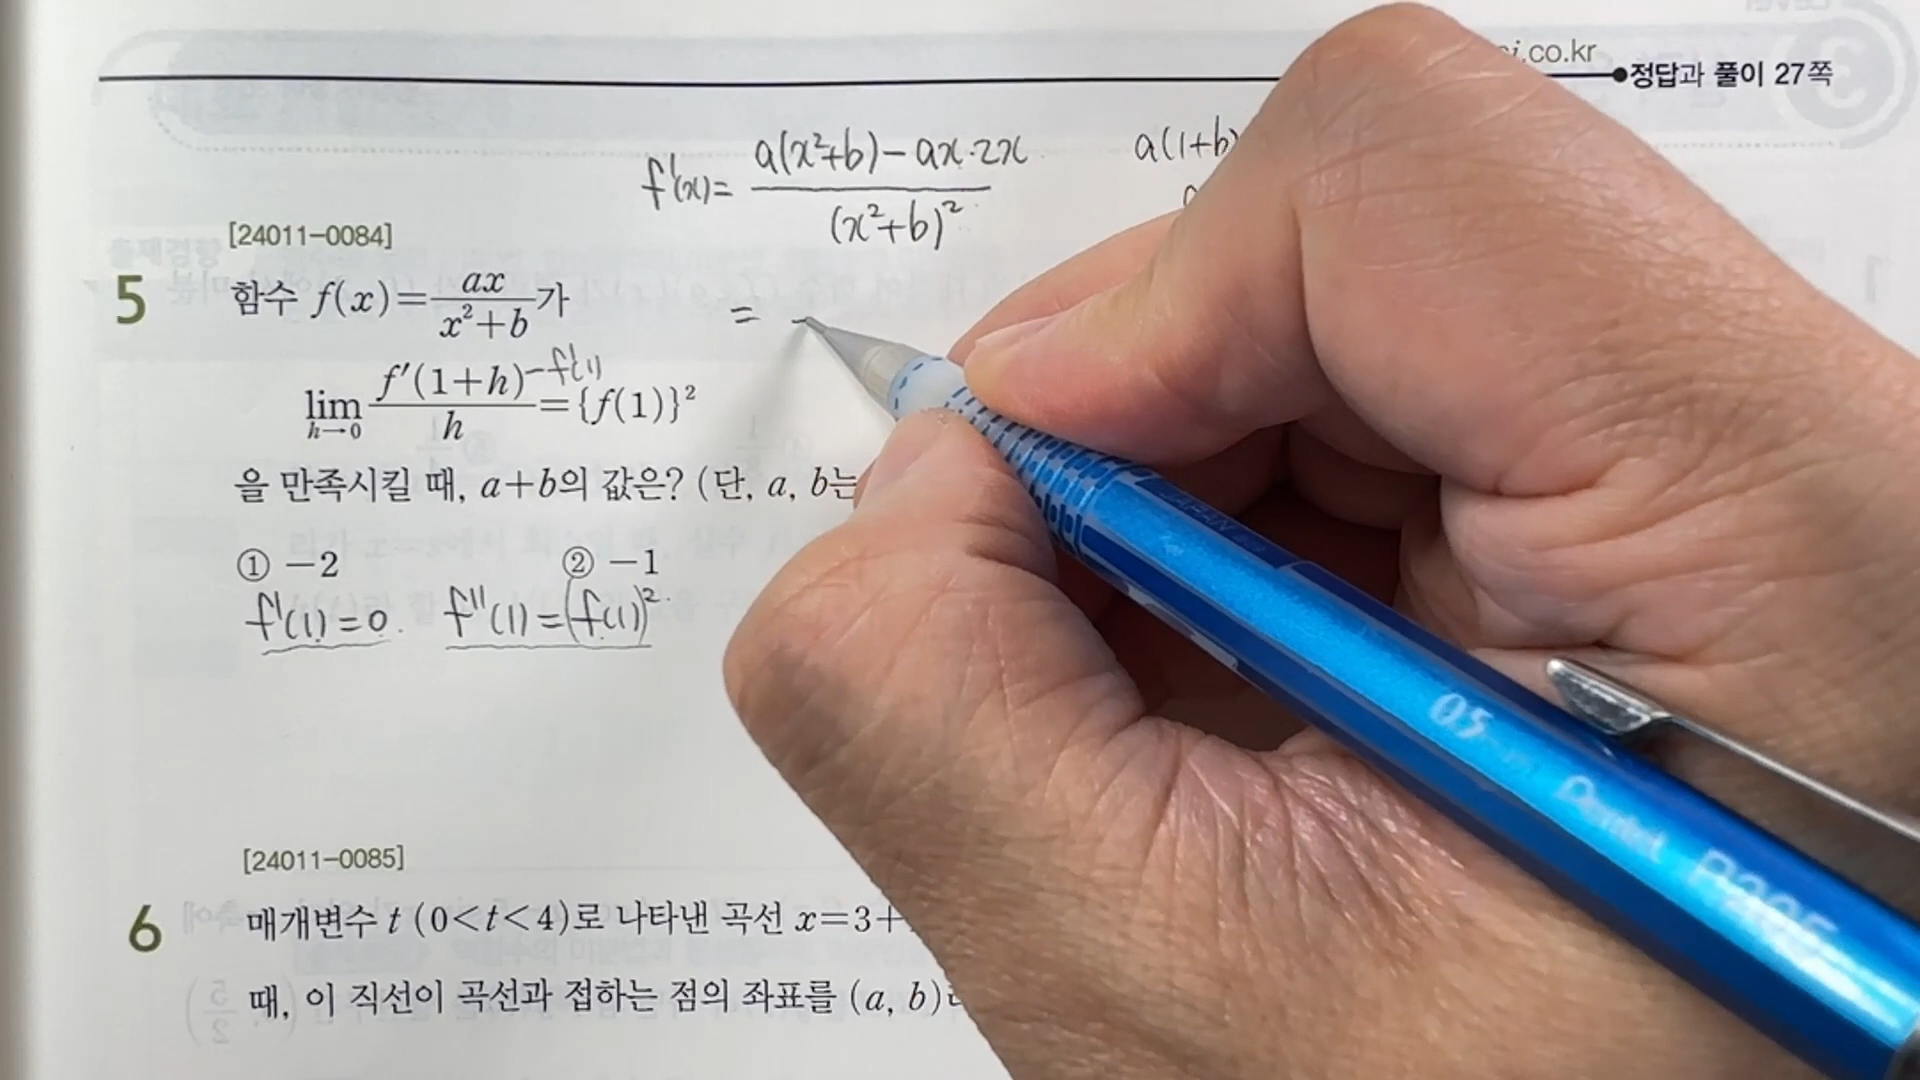 i.co.kr
정답과 풀이 27쪽
f'(x)= a(x²+b)-ax·2x / (x²+b)²
a(1+b)
=
[24011-0084]
5 함수 f(x)= ax / x²+b 가
lim h→0 f'(1+h) -f'(1) / h ={f(1)}²
을 만족시킬 때, a+b의 값은? (단, a, b는
① -2 ② -1
f'(1)=0. f''(1)=(f(1))².
[24011-0085]
6 매개변수 t (0<t<4)로 나타낸 곡선 x=3+
때, 이 직선이 곡선과 접하는 점의 좌표를 (a, b)
05 Pentel P205
JAPAN